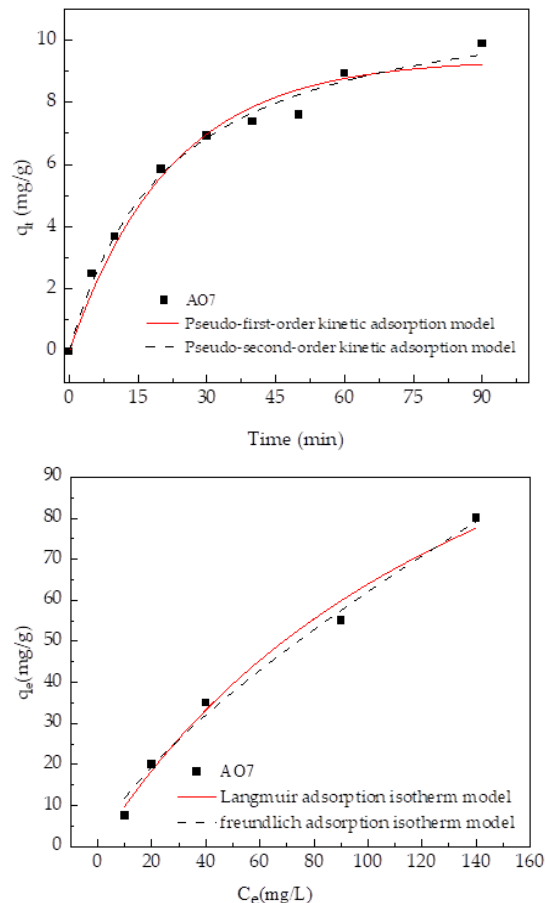 10
8
6
4
2
0
qt (mg/g)
AO7
Pseudo-first-order kinetic adsorption model
Pseudo-second-order kinetic adsorption model
0 15 30 45 60 75 90
Time (min)
90
80
70
60
50
40
30
20
10
0
qe(mg/g)
AO7
Langmuir adsorption isotherm model
freundlich adsorption isotherm model
0 20 40 60 80 100 120 140 160
Ce(mg/L)